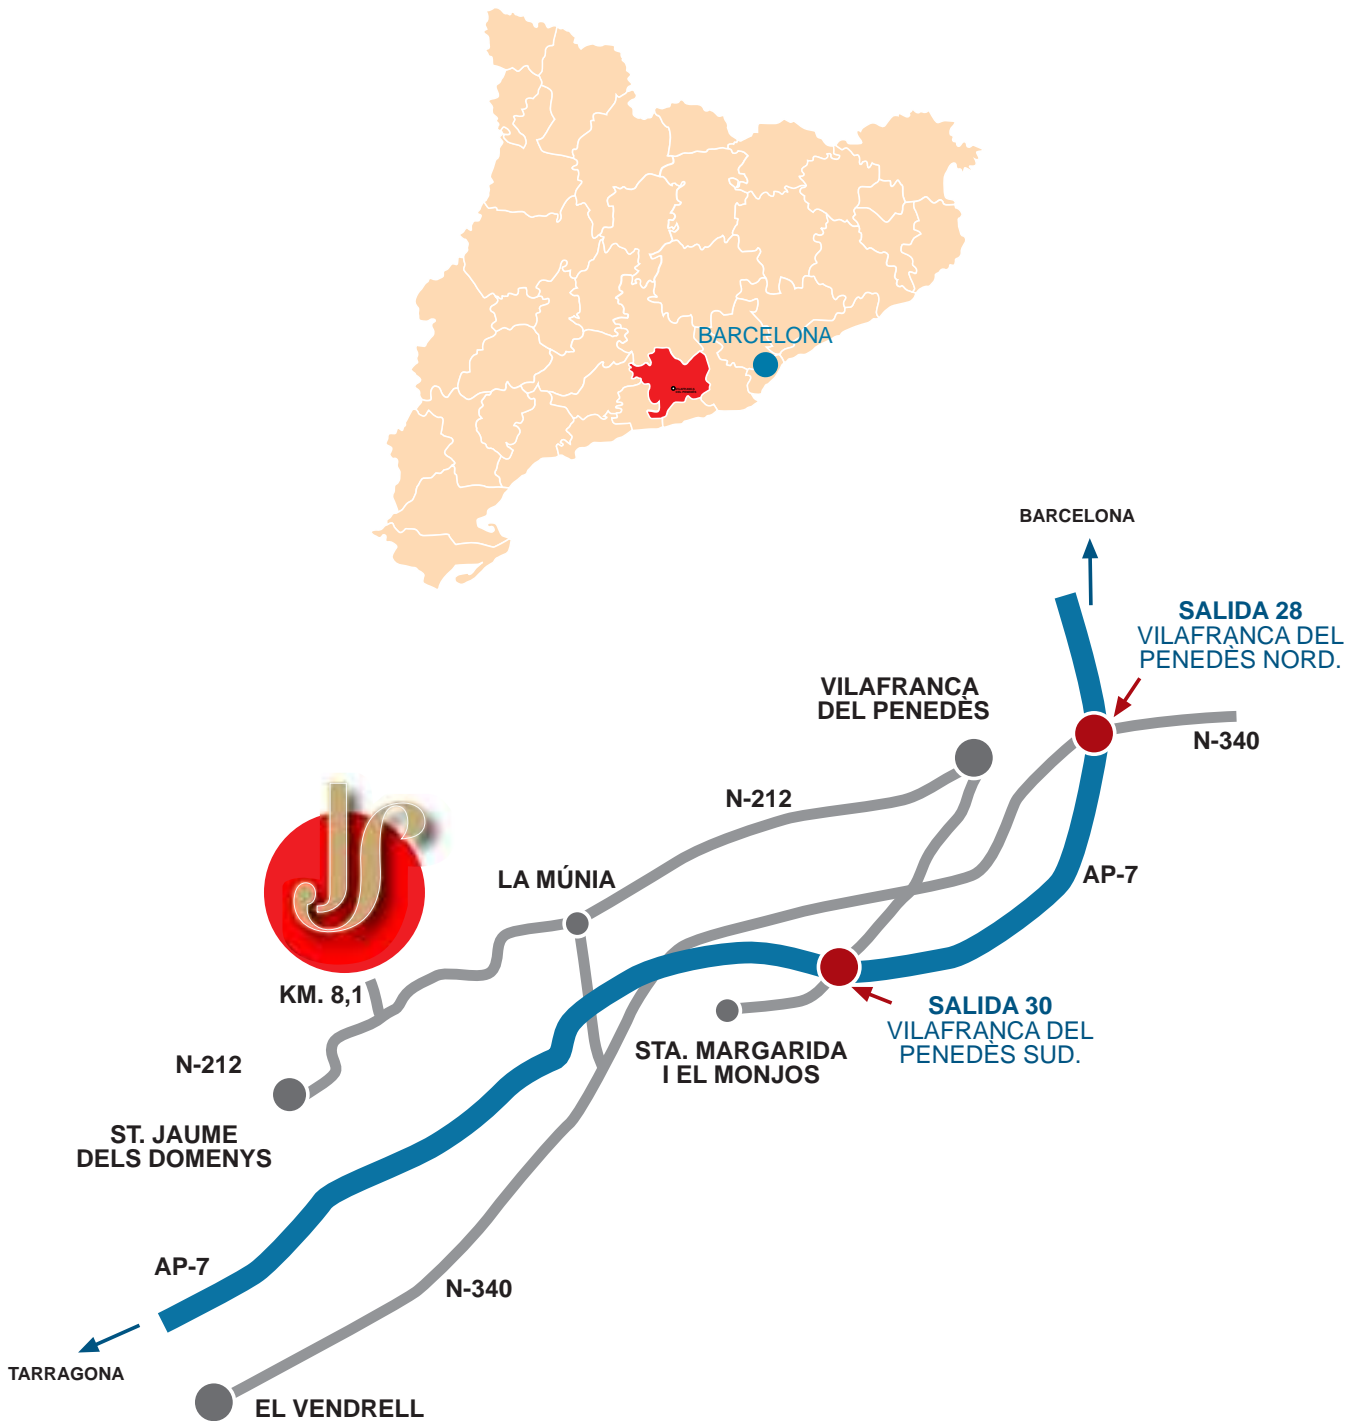 BARCELONA
BARCELONA
SALIDA 28
VILAFRANCA DEL
PENEDÈS NORD.
VILAFRANCA
DEL PENEDÈS
N-340
N-212
JS
LA MÚNIA
AP-7
KM. 8,1
SALIDA 30
VILAFRANCA DEL
PENEDÈS SUD.
STA. MARGARIDA
I EL MONJOS
N-212
ST. JAUME
DELS DOMENYS
AP-7
N-340
TARRAGONA
EL VENDRELL